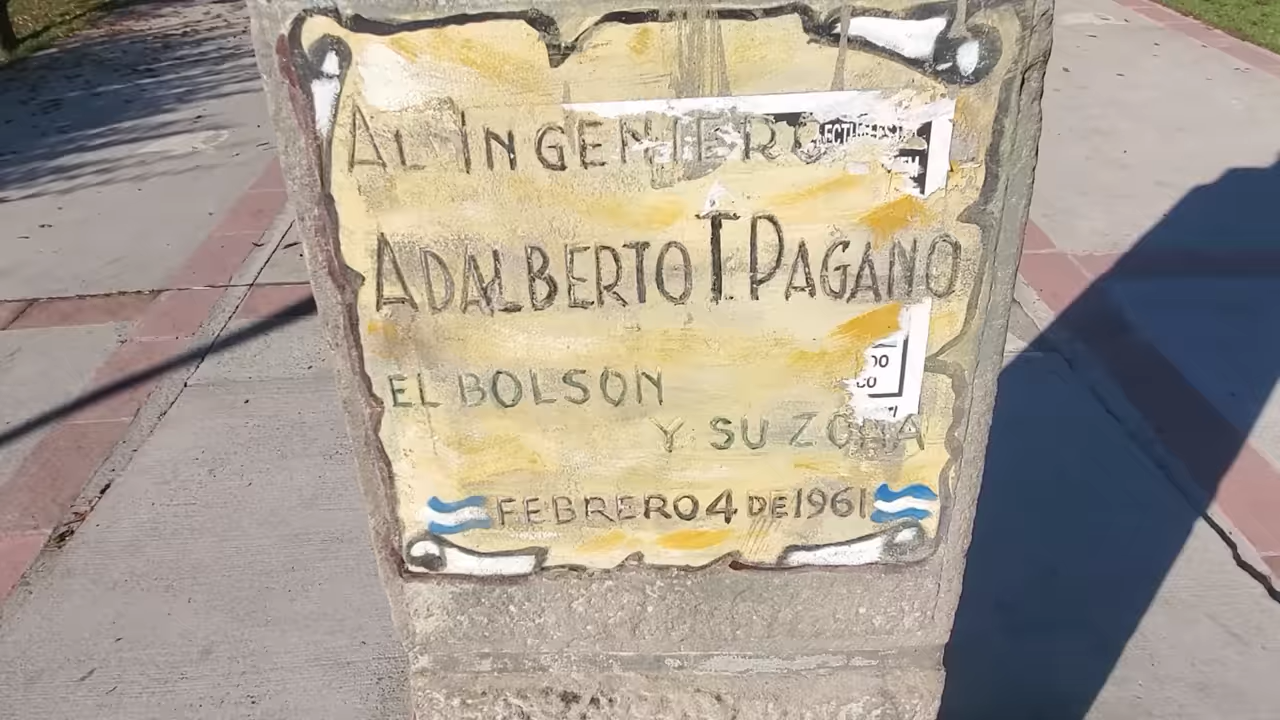 AL INGENIERO
ADALBERTO T. PAGANO
EL BOLSON
Y SU ZONA
FEBRERO 4 DE 1961